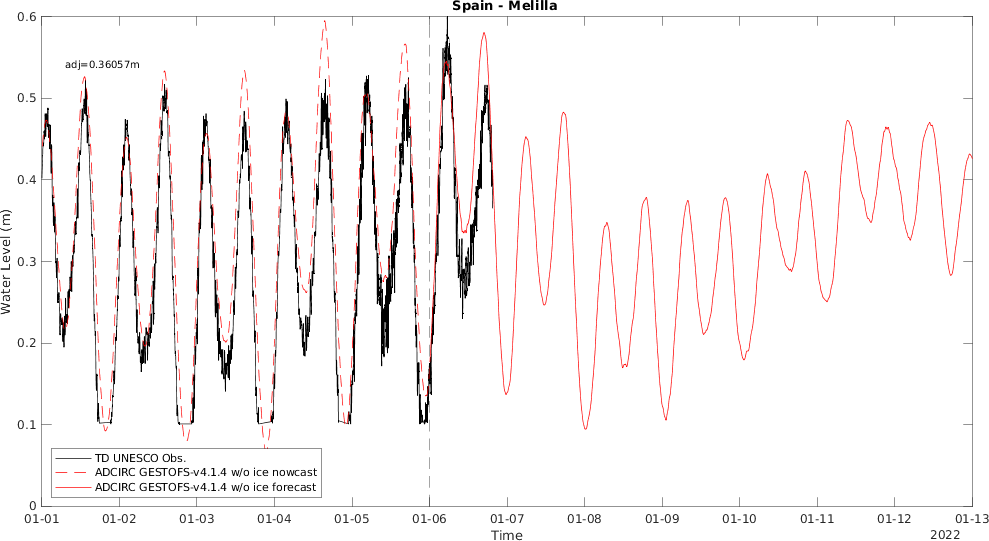 Spain - Melilla
adj=0.36057m
0.6
0.5
0.4
0.3
0.2
0.1
0
Water Level (m)
TD UNESCO Obs.
ADCIRC GESTOFS-v4.1.4 w/o ice nowcast
ADCIRC GESTOFS-v4.1.4 w/o ice forecast
01-01 01-02 01-03 01-04 01-05 01-06 01-07 01-08 01-09 01-10 01-11 01-12 01-13
Time
2022